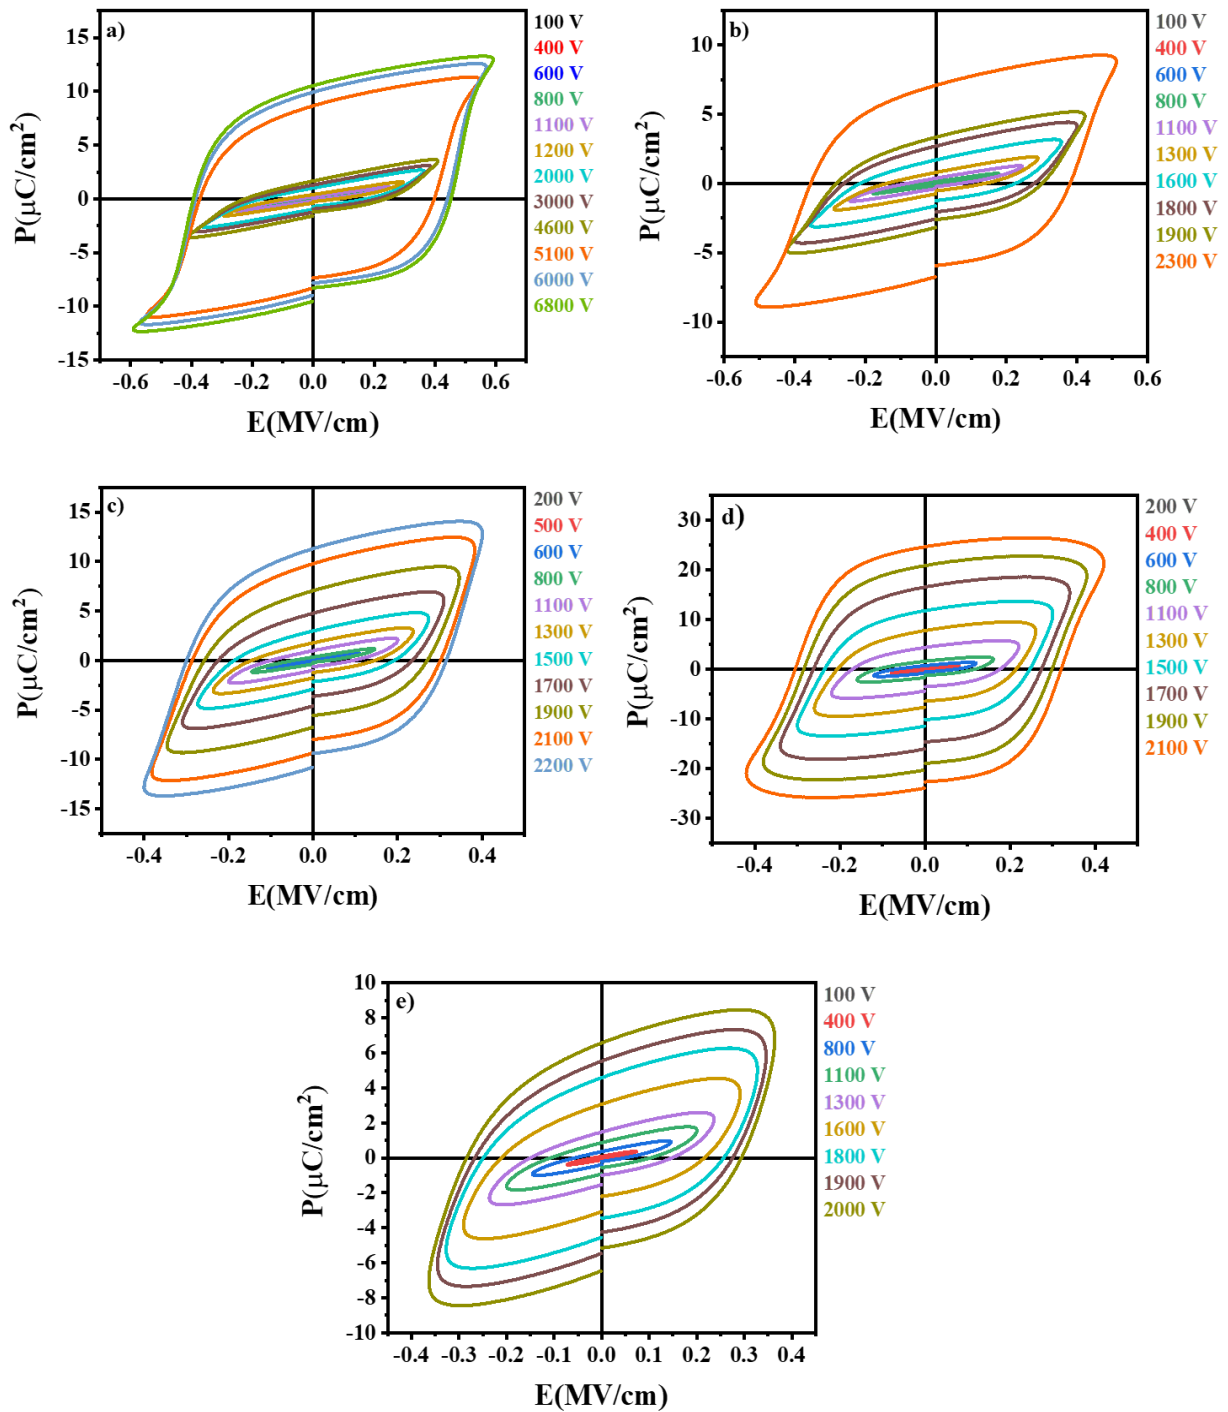 a)
15
10
5
0
-5
-10
-15
-0.6
-0.4
-0.2
0.0
0.2
0.4
0.6
P(μC/cm²)
E(MV/cm)
100 V
400 V
600 V
800 V
1100 V
1200 V
2000 V
3000 V
4600 V
5100 V
6000 V
6800 V
b)
10
5
0
-5
-10
-0.6
-0.4
-0.2
0.0
0.2
0.4
0.6
P(μC/cm²)
E(MV/cm)
100 V
400 V
600 V
800 V
1100 V
1300 V
1600 V
1800 V
1900 V
2300 V
c)
15
10
5
0
-5
-10
-15
-0.4
-0.2
0.0
0.2
0.4
P(μC/cm²)
E(MV/cm)
200 V
500 V
600 V
800 V
1100 V
1300 V
1500 V
1700 V
1900 V
2100 V
2200 V
d)
30
20
10
0
-10
-20
-30
-0.4
-0.2
0.0
0.2
0.4
P(μC/cm²)
E(MV/cm)
200 V
400 V
600 V
800 V
1100 V
1300 V
1500 V
1700 V
1900 V
2100 V
e)
10
8
6
4
2
0
-2
-4
-6
-8
-10
-0.4
-0.3
-0.2
-0.1
0.0
0.1
0.2
0.3
0.4
P(μC/cm²)
E(MV/cm)
100 V
400 V
800 V
1100 V
1300 V
1600 V
1800 V
1900 V
2000 V